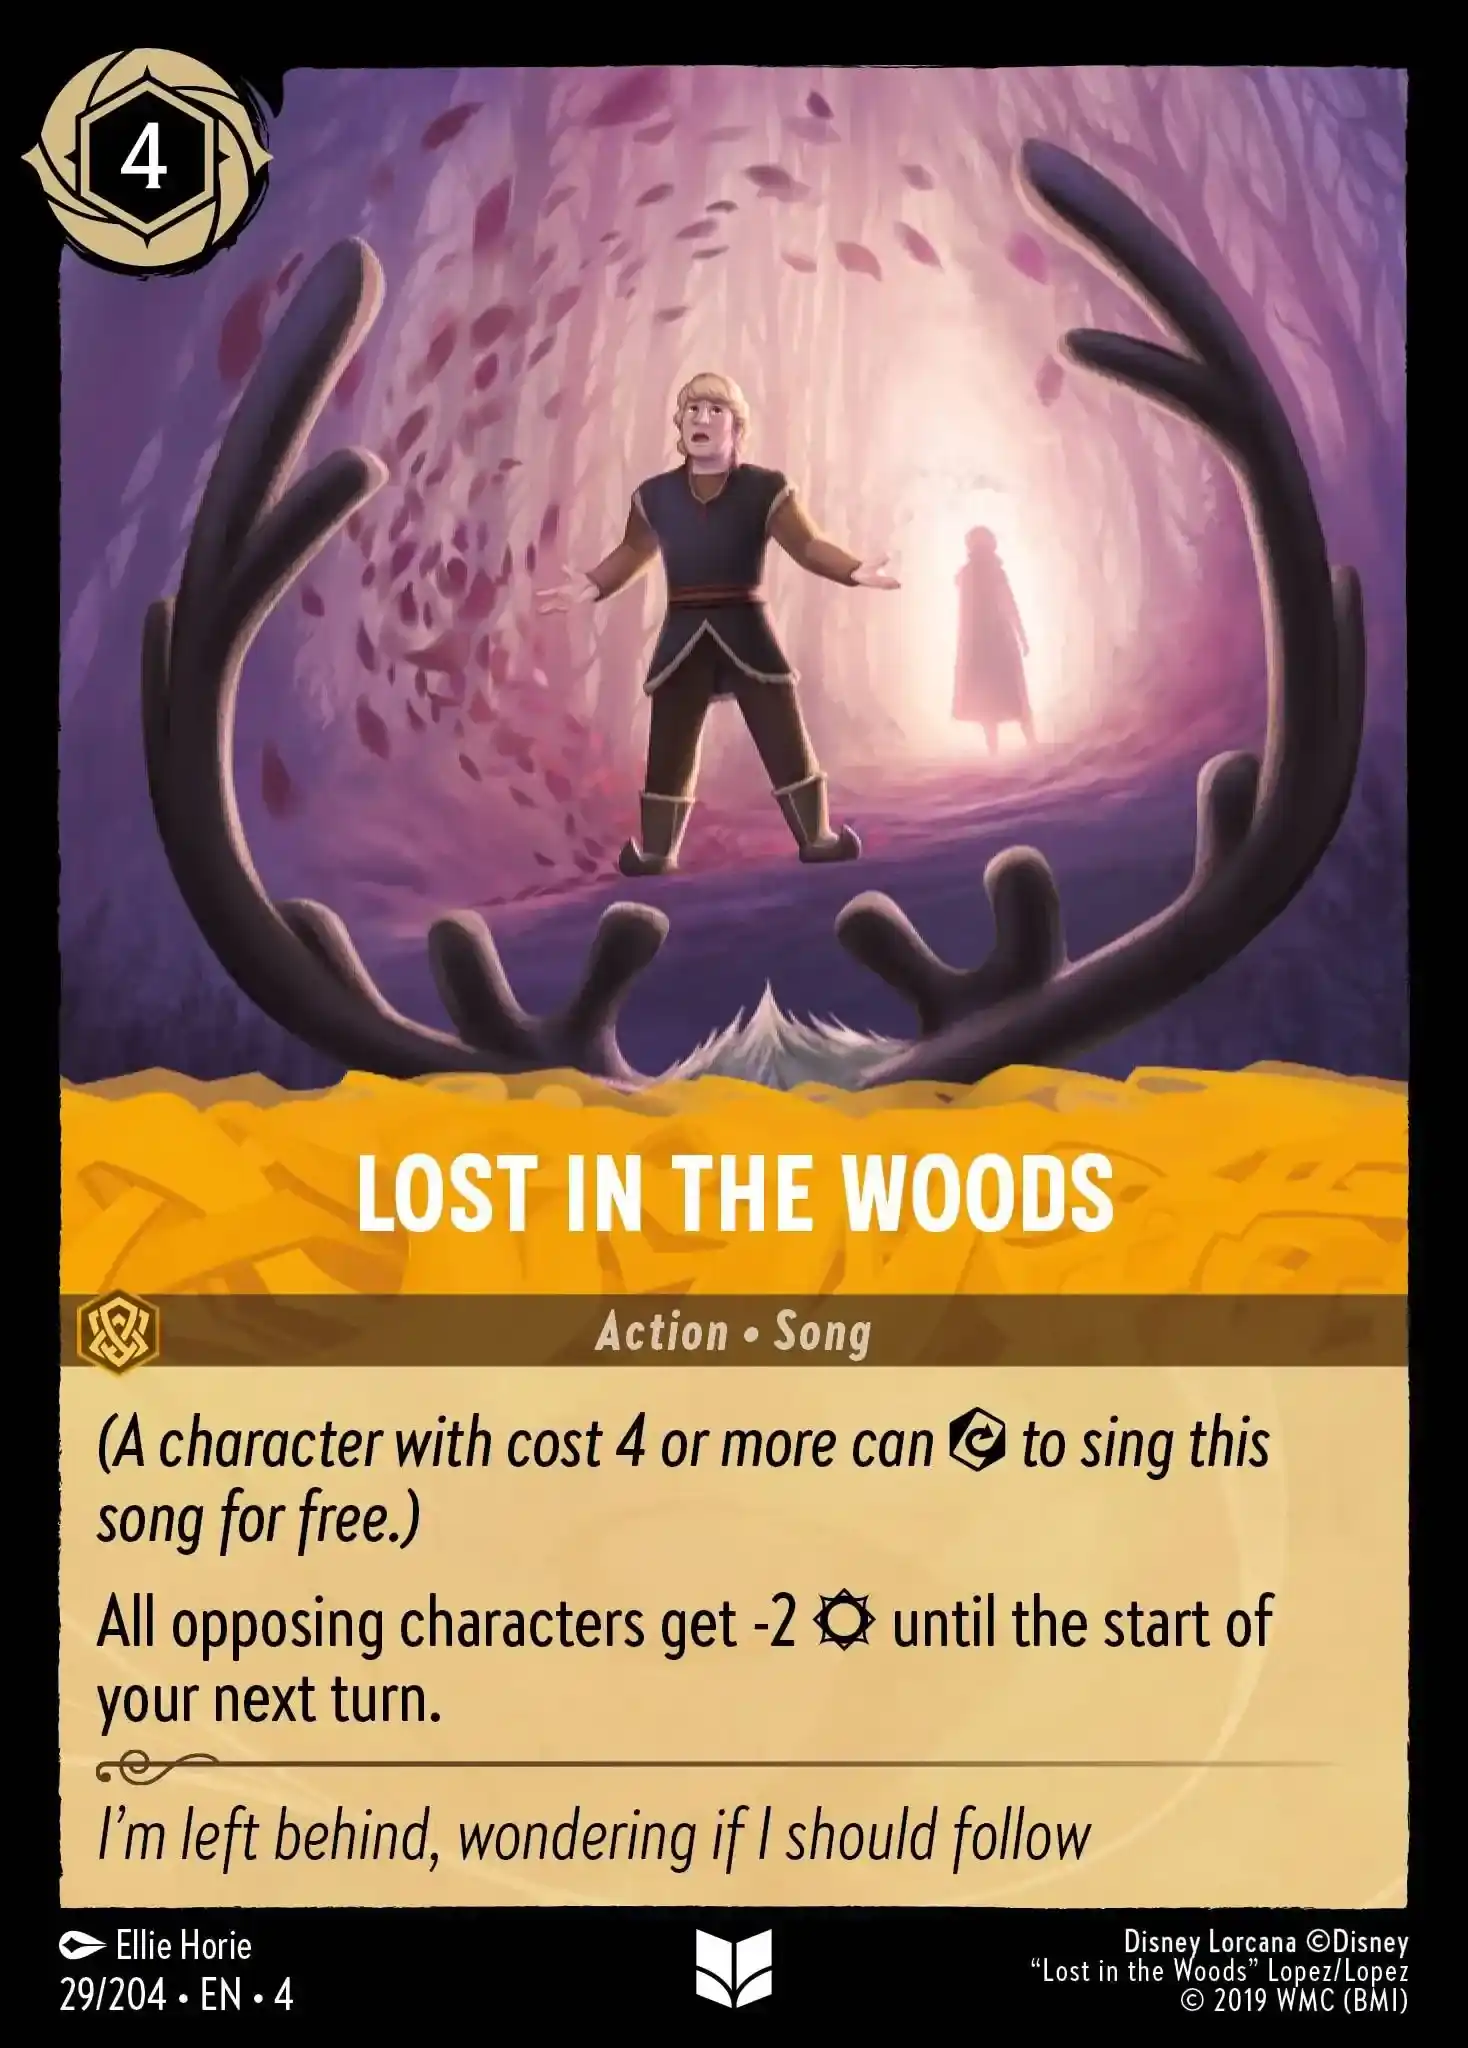 4
LOST IN THE WOODS
Action • Song
(A character with cost 4 or more can to sing this
song for free.)
All opposing characters get -2 until the start of
your next turn.
I'm left behind, wondering if I should follow
Ellie Horie
29/204 • EN • 4
Disney Lorcana ©Disney
“Lost in the Woods” Lopez/Lopez
© 2019 WMC (BMI)